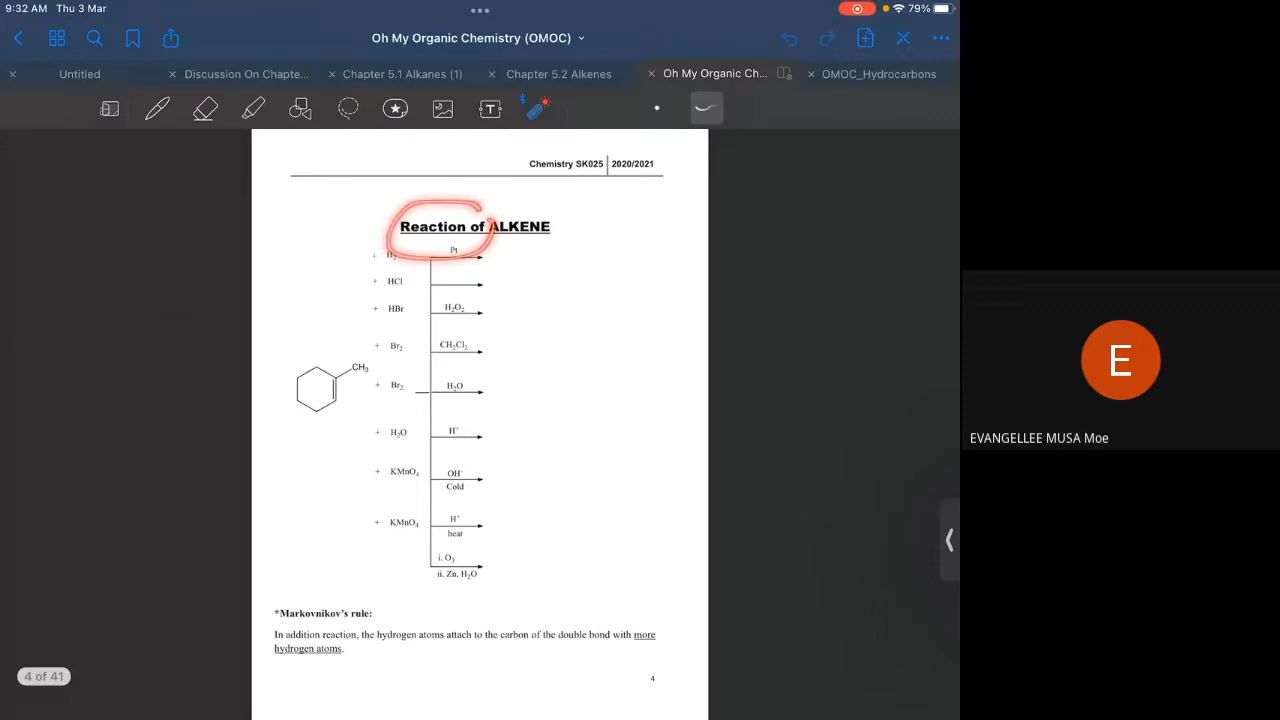 9:32 AM Thu 3 Mar
79%
Oh My Organic Chemistry (OMOC)
Untitled
Discussion On Chapte...
Chapter 5.1 Alkanes (1)
Chapter 5.2 Alkenes
Oh My Organic Ch...
OMOC_Hydrocarbons
T
Chemistry SK025 2020/2021
Reaction of ALKENE
+ H₂ Pt
+ HCl
+ HBr H₂O₂
+ Br₂ CH₂Cl₂
CH₃
+ Br₂ H₂O
+ H₂O H⁺
+ KMnO₄ OH⁻
Cold
+ KMnO₄ H⁺
heat
i. O₃
ii. Zn, H₂O
*Markovnikov's rule:
In addition reaction, the hydrogen atoms attach to the carbon of the double bond with more
hydrogen atoms.
4
4 of 41
E
EVANGELLEE MUSA Moe